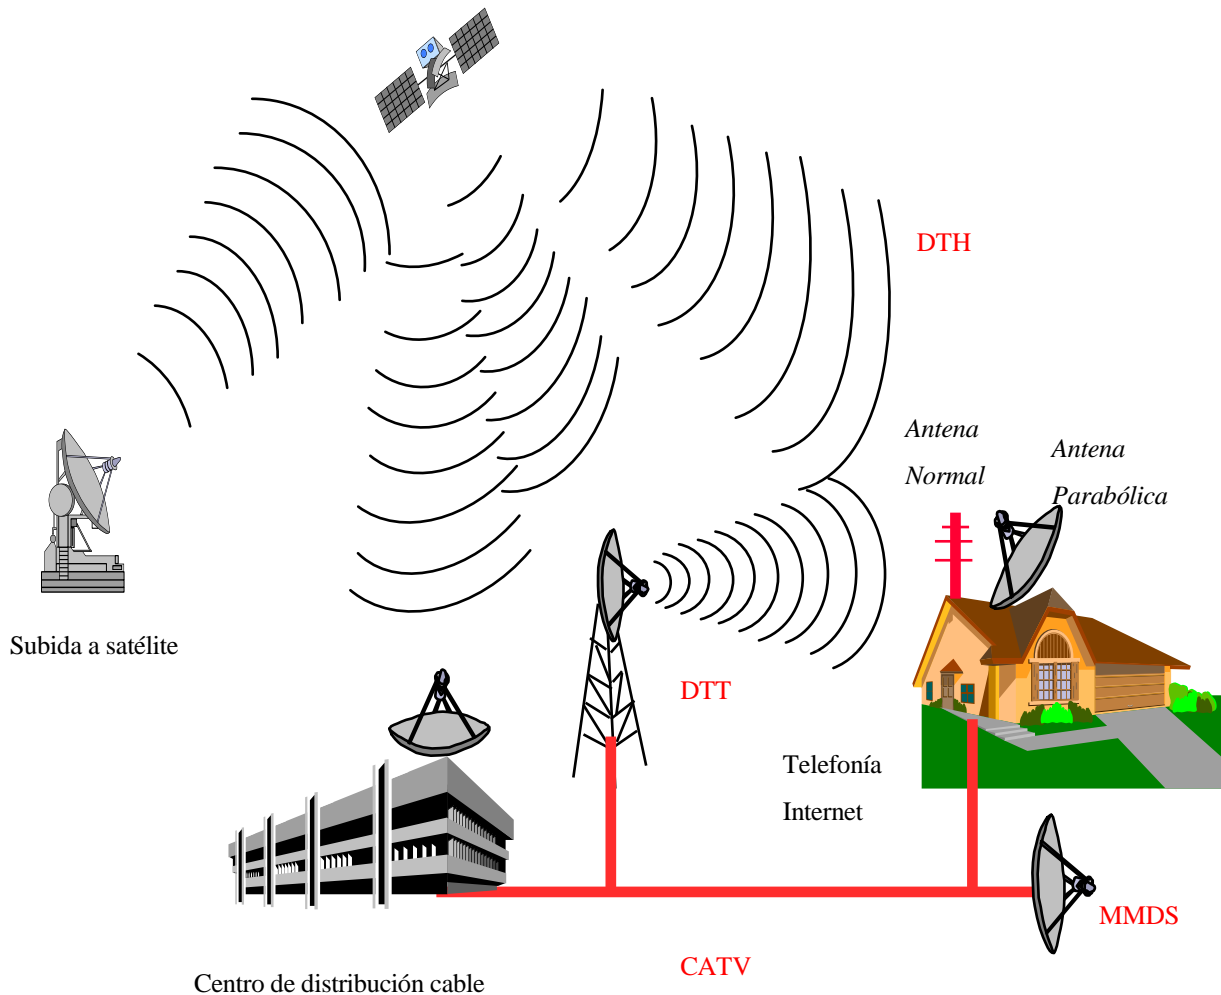 DTH
Antena
Normal
Antena
Parabólica
Subida a satélite
DTT
Telefonía
Internet
MMDS
CATV
Centro de distribución cable